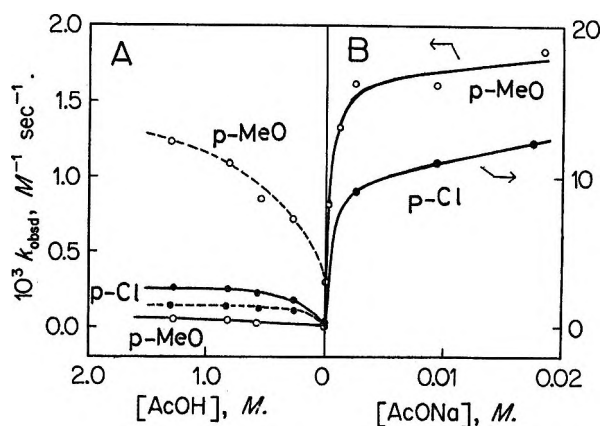 A
B
2.0
1.5
1.0
0.5
0.0
10³ k_obsd, M⁻¹ sec⁻¹.
p-MeO
p-Cl
p-MeO
p-MeO
p-Cl
20
10
0
2.0
1.0
0
0.01
0.02
[AcOH], M.
[AcONa], M.